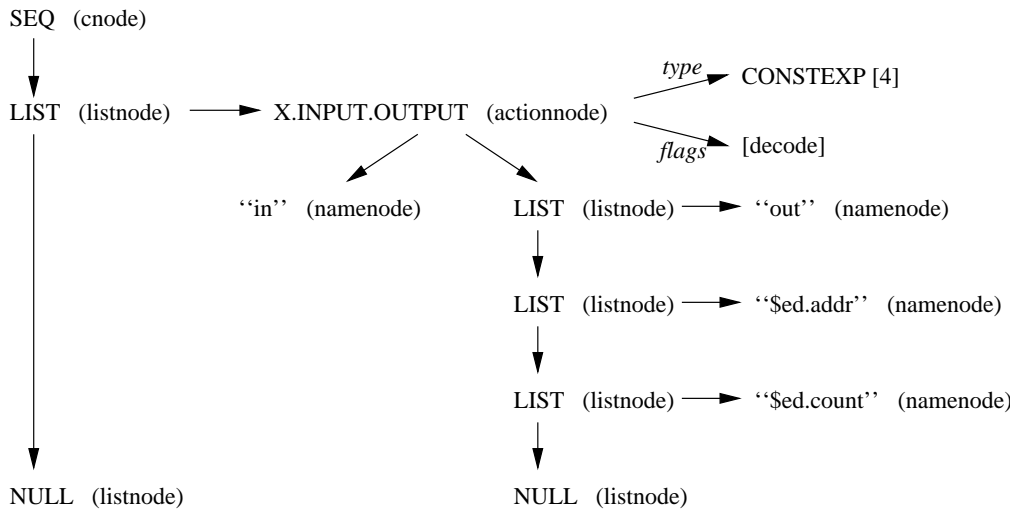 SEQ (cnode)
type
CONSTEXP [4]
LIST (listnode)
X.INPUT.OUTPUT (actionnode)
flags
[decode]
‘‘in’’ (namenode)
LIST (listnode)
‘‘out’’ (namenode)
LIST (listnode)
‘‘$ed.addr’’ (namenode)
LIST (listnode)
‘‘$ed.count’’ (namenode)
NULL (listnode)
NULL (listnode)